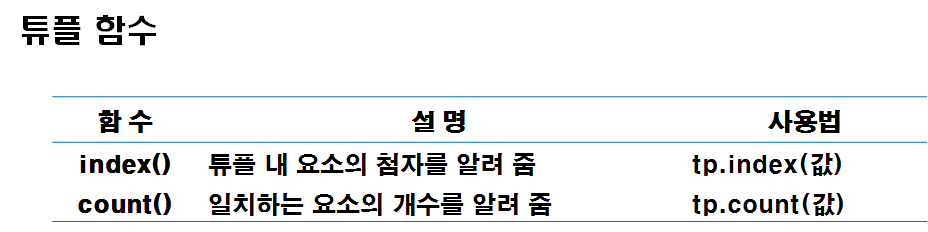 튜플 함수
함 수 설 명 사용법
index() 튜플 내 요소의 첨자를 알려 줌 tp.index(값)
count() 일치하는 요소의 개수를 알려 줌 tp.count(값)